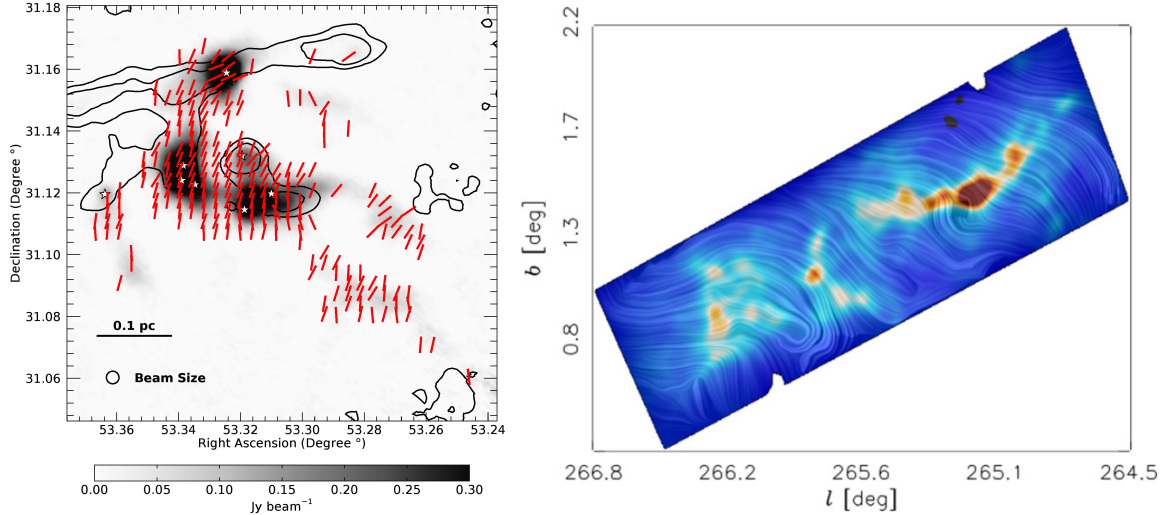 31.18
31.16
31.14
31.12
31.10
31.08
31.06
Declination (Degree °)
0.1 pc
Beam Size
53.36 53.34 53.32 53.30 53.28 53.26 53.24
Right Ascension (Degree °)
0.00 0.05 0.10 0.15 0.20 0.25 0.30
Jy beam⁻¹
2.2
1.7
1.3
0.8
b [deg]
266.8 266.2 265.6 265.1 264.5
l [deg]